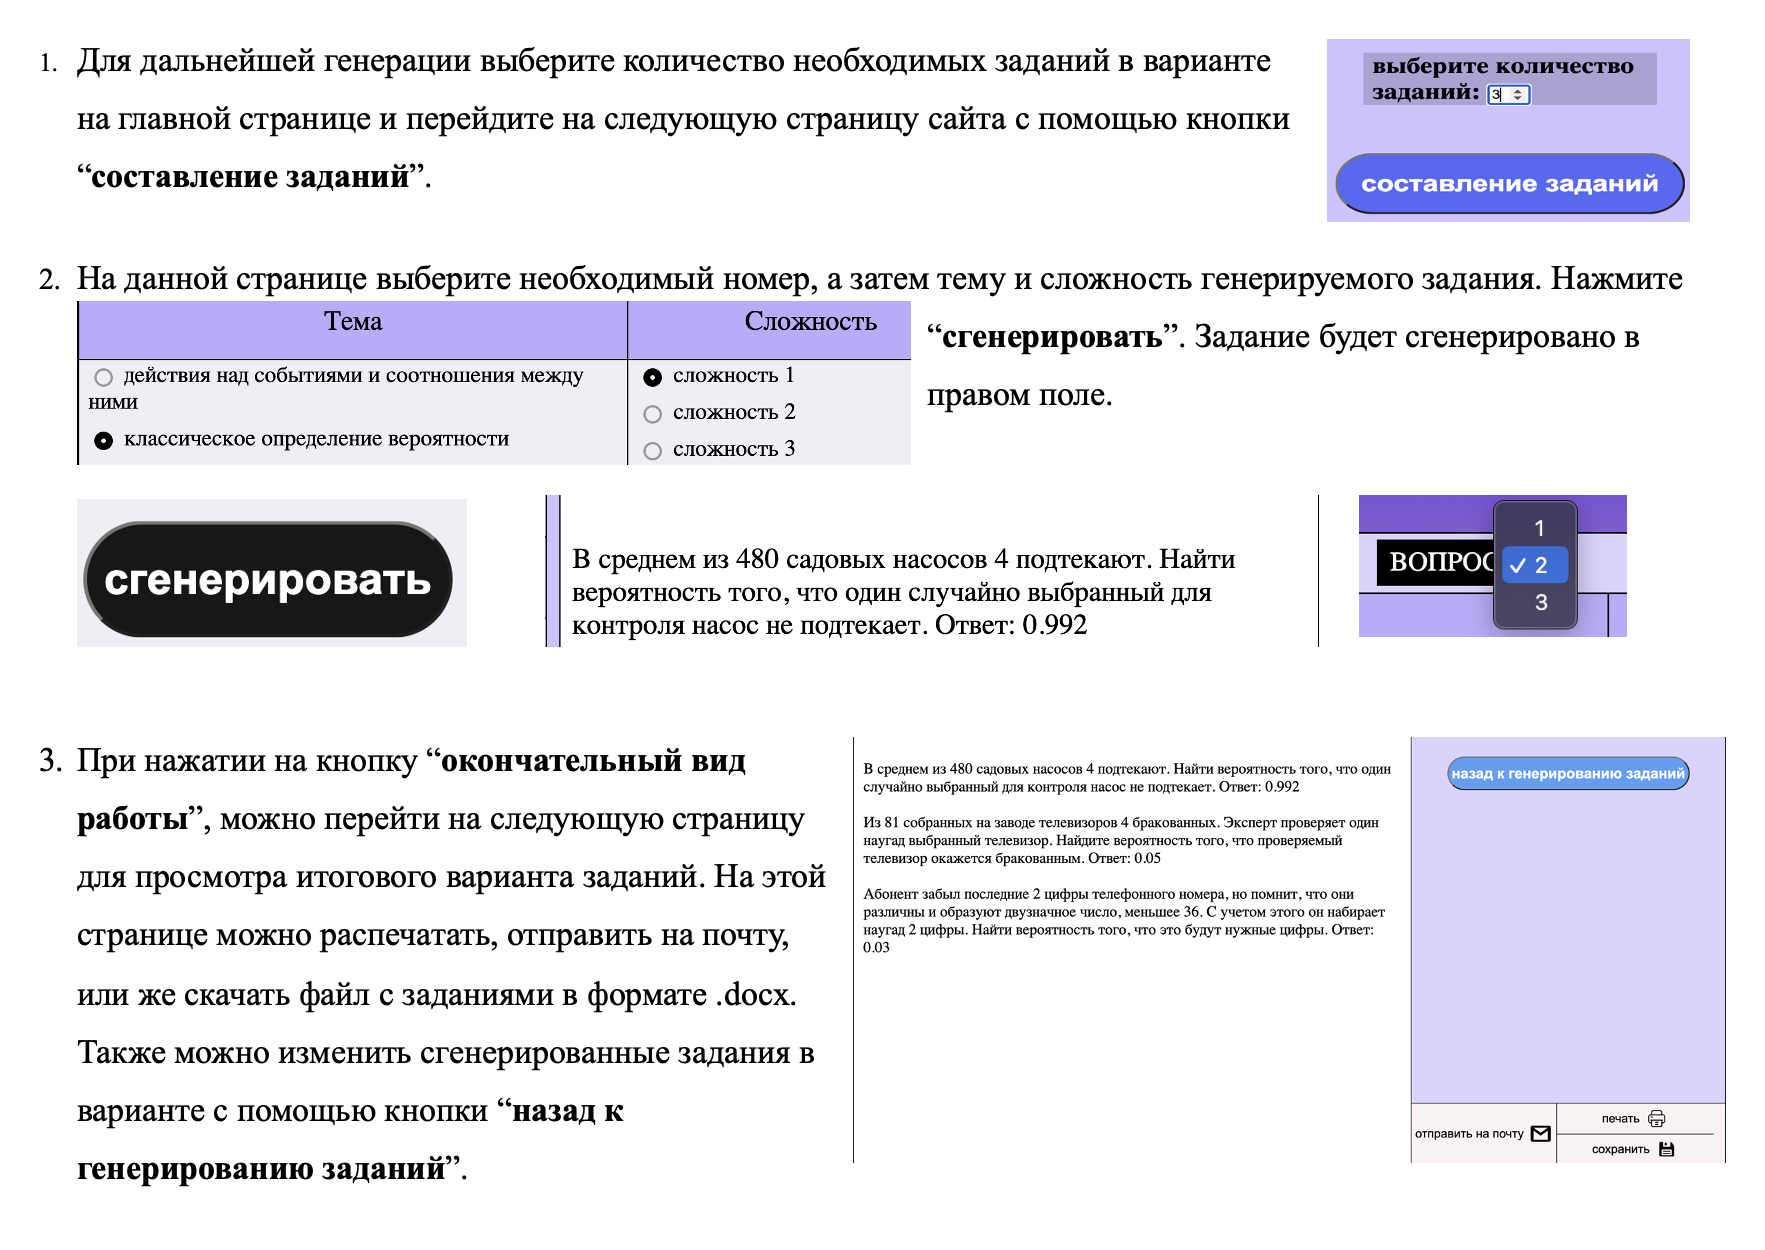 1. Для дальнейшей генерации выберите количество необходимых заданий в варианте
на главной странице и перейдите на следующую страницу сайта с помощью кнопки
“составление заданий”.
выберите количество
заданий: 3
составление заданий
2. На данной странице выберите необходимый номер, а затем тему и сложность генерируемого задания. Нажмите
“сгенерировать”. Задание будет сгенерировано в
правом поле.
Тема
Сложность
действия над событиями и соотношения между
ними
классическое определение вероятности
сложность 1
сложность 2
сложность 3
сгенерировать
В среднем из 480 садовых насосов 4 подтекают. Найти
вероятность того, что один случайно выбранный для
контроля насос не подтекает. Ответ: 0.992
ВОПРОС
1
✓ 2
3
3. При нажатии на кнопку “окончательный вид
работы”, можно перейти на следующую страницу
для просмотра итогового варианта заданий. На этой
странице можно распечатать, отправить на почту,
или же скачать файл с заданиями в формате .docx.
Также можно изменить сгенерированные задания в
варианте с помощью кнопки “назад к
генерированию заданий”.
В среднем из 480 садовых насосов 4 подтекают. Найти вероятность того, что один
случайно выбранный для контроля насос не подтекает. Ответ: 0.992
Из 81 собранных на заводе телевизоров 4 бракованных. Эксперт проверяет один
наугад выбранный телевизор. Найдите вероятность того, что проверяемый
телевизор окажется бракованным. Ответ: 0.05
Абонент забыл последние 2 цифры телефонного номера, но помнит, что они
различны и образуют двузначное число, меньшее 36. С учетом этого он набирает
наугад 2 цифры. Найти вероятность того, что это будут нужные цифры. Ответ:
0.03
назад к генерированию заданий
отправить на почту
печать
сохранить